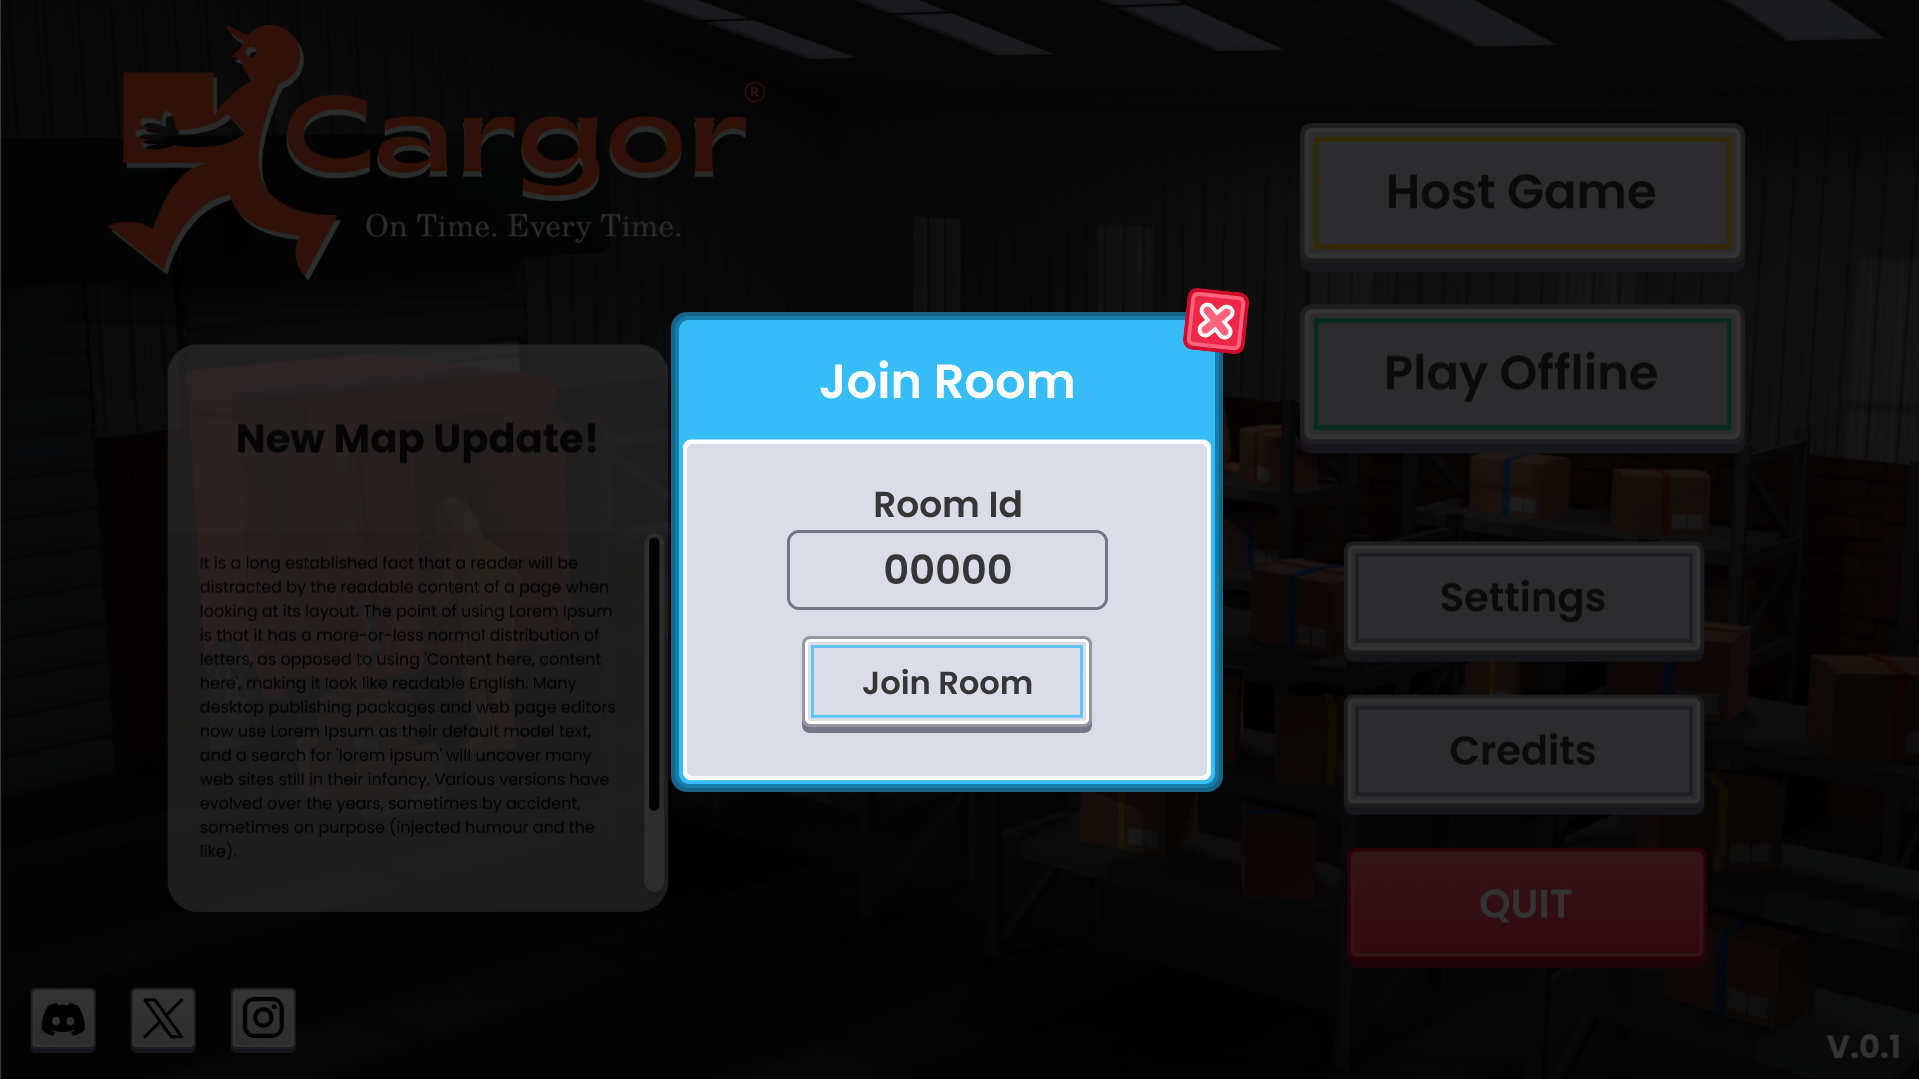 Cargor®
On Time. Every Time.
Host Game
Play Offline
Join Room
Room Id
00000
Join Room
New Map Update!
It is a long established fact that a reader will be
distracted by the readable content of a page when
looking at its layout. The point of using Lorem Ipsum
is that it has a more-or-less normal distribution of
letters, as opposed to using 'Content here, content
here', making it look like readable English. Many
desktop publishing packages and web page editors
now use Lorem Ipsum as their default model text,
and a search for 'lorem ipsum' will uncover many
web sites still in their infancy. Various versions have
evolved over the years, sometimes by accident,
sometimes on purpose (injected humour and the
like).
Settings
Credits
QUIT
V.0.1